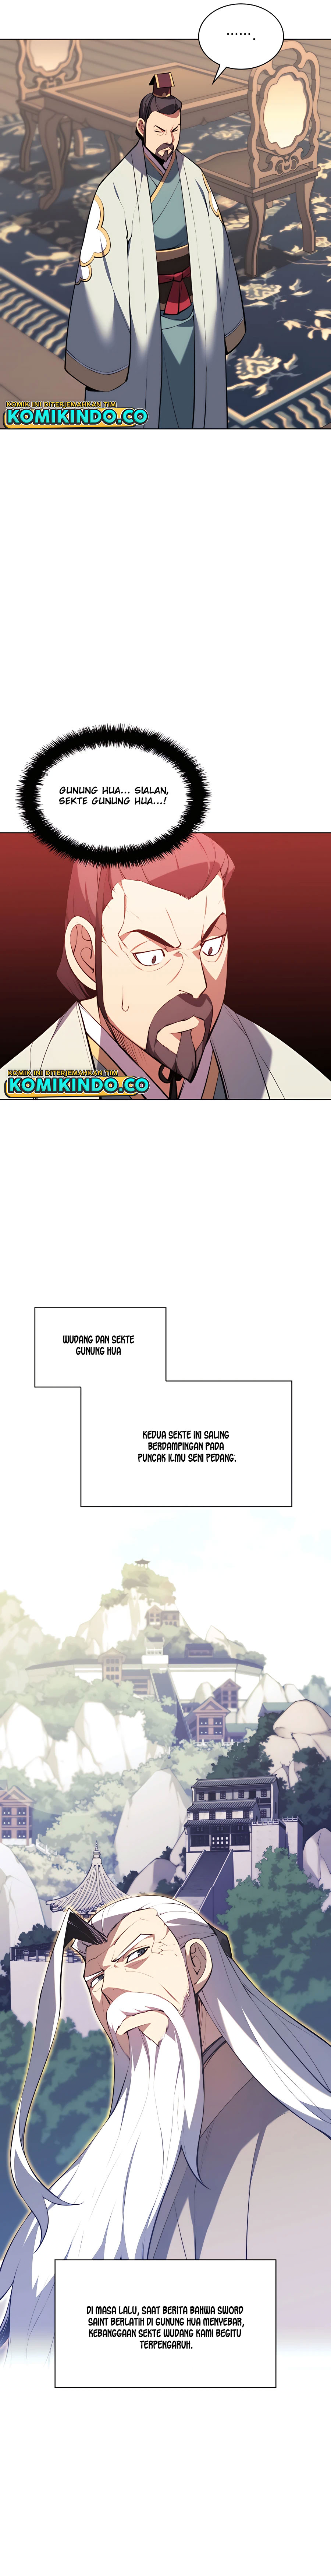 .......
KOMIK INI DITERJEMAHKAN TIM
KOMIKINDO.CO
GUNUNG HUA... SIALAN,
SEKTE GUNUNG HUA...!
KOMIK INI DITERJEMAHKAN TIM
KOMIKINDO.CO
WUDANG DAN SEKTE
GUNUNG HUA
KEDUA SEKTE INI SALING
BERDAMPINGAN PADA
PUNCAK ILMU SENI PEDANG.
DI MASA LALU, SAAT BERITA BAHWA SWORD
SAINT BERLATIH DI GUNUNG HUA MENYEBAR,
KEBANGGAAN SEKTE WUDANG KAMI BEGITU
TERPENGARUH.